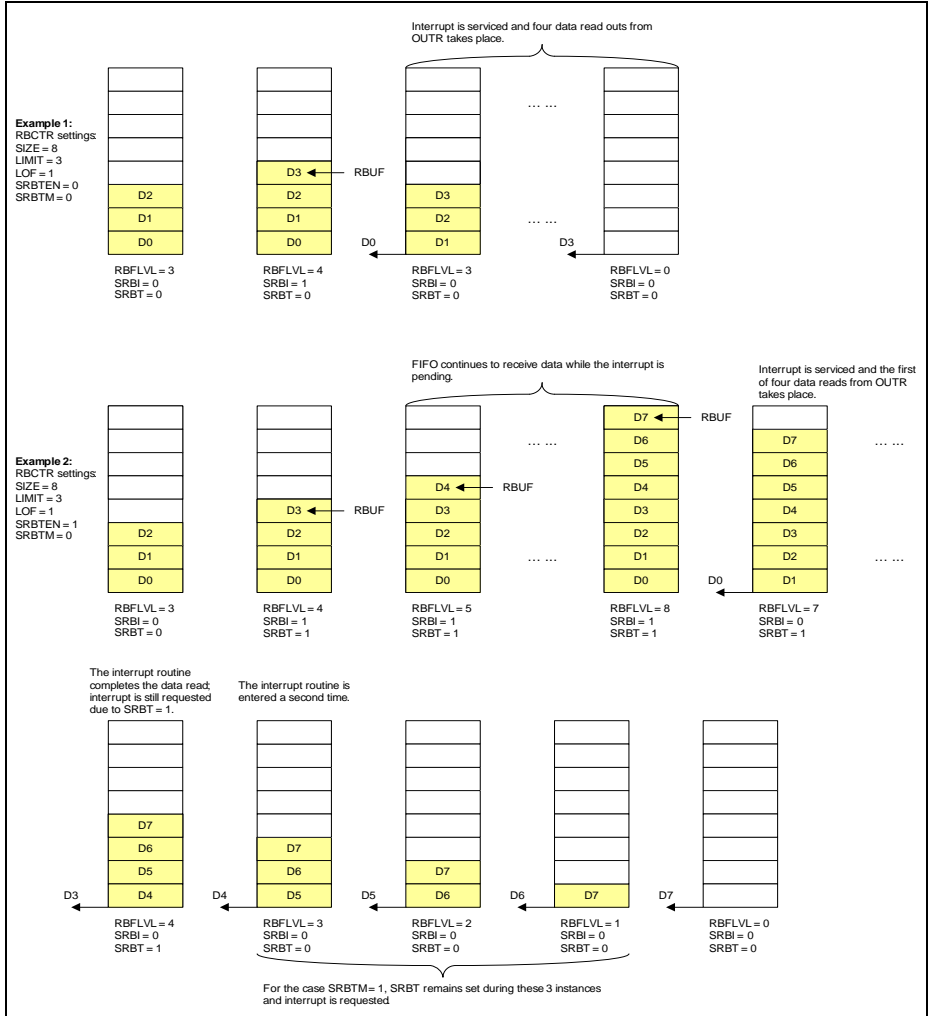 Interrupt is serviced and four data read outs from
OUTR takes place.
... ...
Example 1:
RBCTR settings:
SIZE = 8
LIMIT = 3
LOF = 1
SRBTEN = 0
SRBTM = 0
D3 RBUF
D2 D2 D3
D1 D1 D2 ... ...
D0 D0 D0 D1 D3
RBFLVL = 3 RBFLVL = 4 RBFLVL = 3 RBFLVL = 0
SRBI = 0 SRBI = 1 SRBI = 0 SRBI = 0
SRBT = 0 SRBT = 0 SRBT = 0 SRBT = 0
FIFO continues to receive data while the interrupt is
pending.
Interrupt is serviced and the first
of four data reads from OUTR
takes place.
Example 2:
RBCTR settings:
SIZE = 8
LIMIT = 3
LOF = 1
SRBTEN = 1
SRBTM = 0
D7 RBUF
... ... D6 D7 ... ...
D5 D6
D4 RBUF D4 D5
D3 RBUF D3 D3 D4
D2 D2 D2 D2 D3
D1 D1 D1 ... ... D1 D2 ... ...
D0 D0 D0 D0 D0 D1
RBFLVL = 3 RBFLVL = 4 RBFLVL = 5 RBFLVL = 8 RBFLVL = 7
SRBI = 0 SRBI = 1 SRBI = 1 SRBI = 1 SRBI = 0
SRBT = 0 SRBT = 1 SRBT = 1 SRBT = 1 SRBT = 1
The interrupt routine
completes the data read;
interrupt is still requested
due to SRBT = 1.
The interrupt routine is
entered a second time.
D7
D6 D7
D5 D6 D7
D3 D4 D4 D5 D5 D6 D6 D7 D7
RBFLVL = 4 RBFLVL = 3 RBFLVL = 2 RBFLVL = 1 RBFLVL = 0
SRBI = 0 SRBI = 0 SRBI = 0 SRBI = 0 SRBI = 0
SRBT = 1 SRBT = 0 SRBT = 0 SRBT = 0 SRBT = 0
For the case SRBTM = 1, SRBT remains set during these 3 instances
and interrupt is requested.